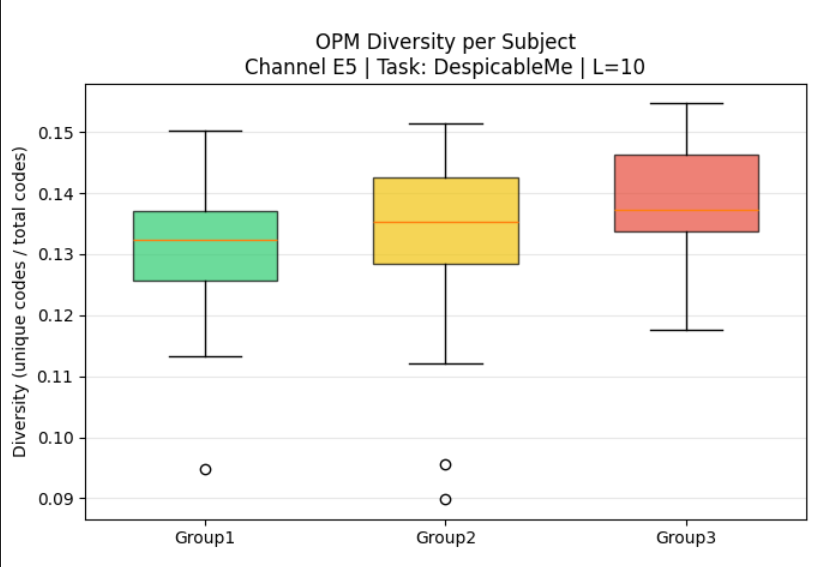 OPM Diversity per Subject
Channel E5 | Task: DespicableMe | L=10
Diversity (unique codes / total codes)
0.15
0.14
0.13
0.12
0.11
0.10
0.09
Group1 Group2 Group3